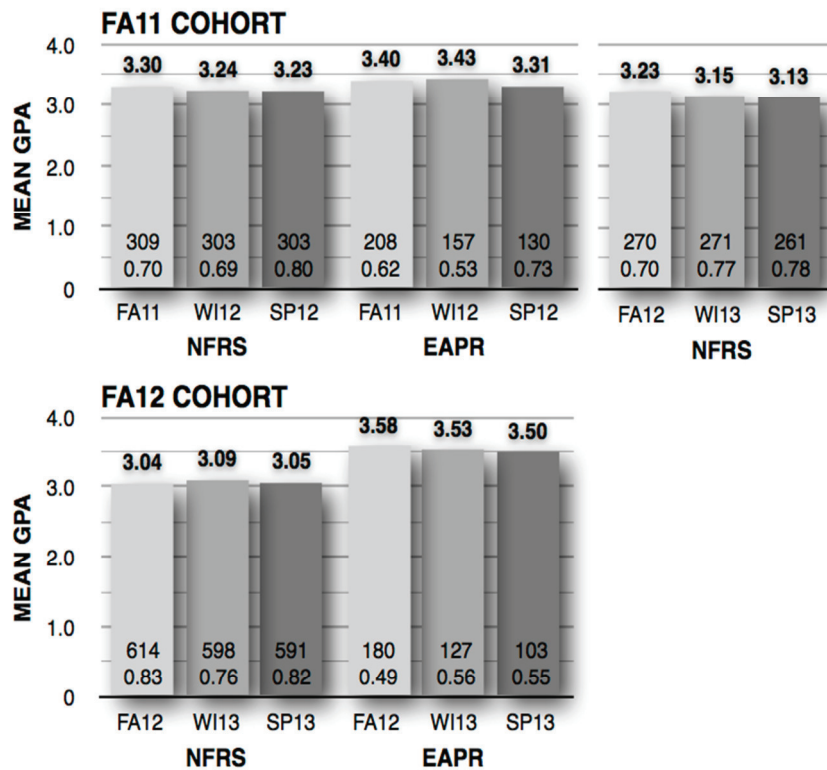 FA11 COHORT
4.0
3.0
2.0
1.0
0
MEAN GPA
3.30 3.24 3.23 3.40 3.43 3.31
309 303 303 208 157 130
0.70 0.69 0.80 0.62 0.53 0.73
FA11 WI12 SP12 FA11 WI12 SP12
NFRS EAPR
3.23 3.15 3.13
270 271 261
0.70 0.77 0.78
FA12 WI13 SP13
NFRS
FA12 COHORT
4.0
3.0
2.0
1.0
0
MEAN GPA
3.04 3.09 3.05 3.58 3.53 3.50
614 598 591 180 127 103
0.83 0.76 0.82 0.49 0.56 0.55
FA12 WI13 SP13 FA12 WI13 SP13
NFRS EAPR